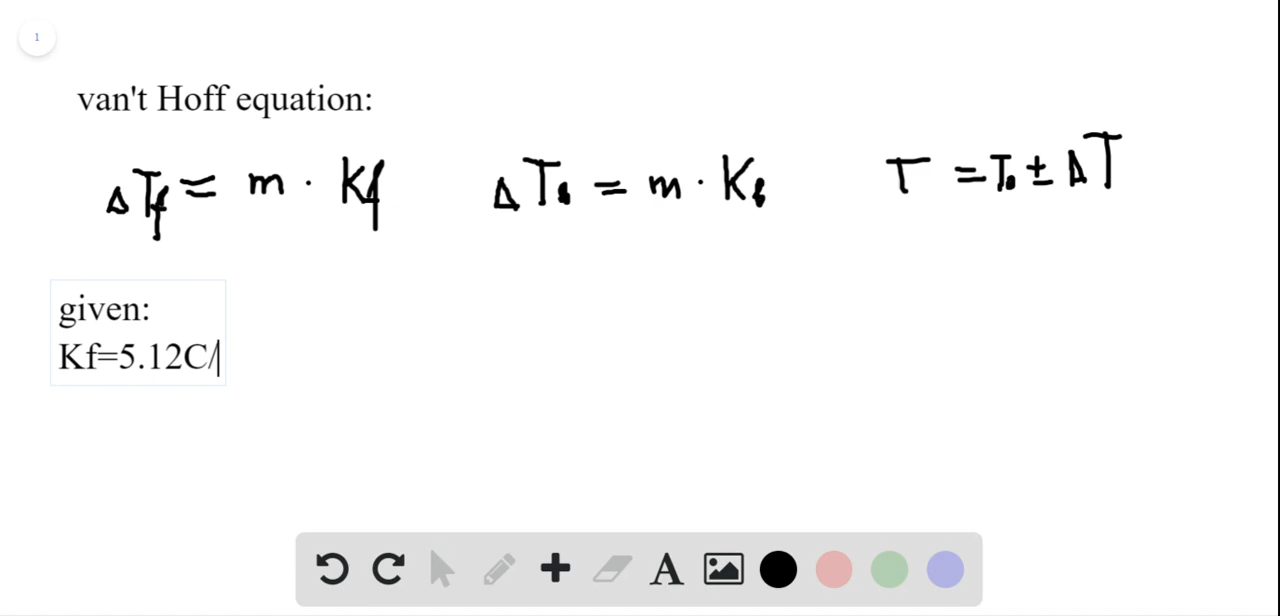 1
van't Hoff equation:
ΔTf = m · Kf ΔTb = m · Kb T = T₀ ± ΔT
given:
Kf=5.12C/
A